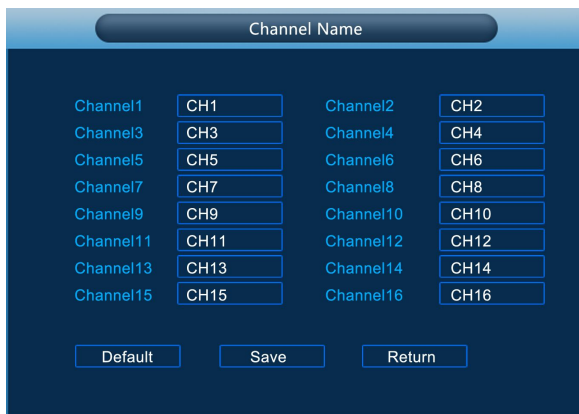 Channel Name
Channel1 CH1 Channel2 CH2
Channel3 CH3 Channel4 CH4
Channel5 CH5 Channel6 CH6
Channel7 CH7 Channel8 CH8
Channel9 CH9 Channel10 CH10
Channel11 CH11 Channel12 CH12
Channel13 CH13 Channel14 CH14
Channel15 CH15 Channel16 CH16
Default Save Return